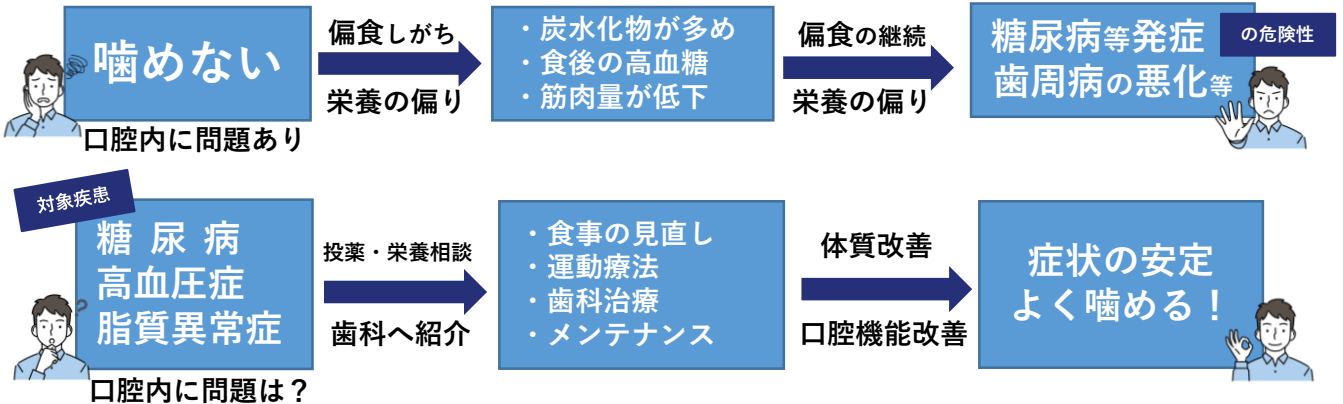 噛めない
口腔内に問題あり
偏食しがち
栄養の偏り
・炭水化物が多め
・食後の高血糖
・筋肉量が低下
偏食の継続
栄養の偏り
糖尿病等発症
の危険性
歯周病の悪化等
対象疾患
糖尿病
高血圧症
脂質異常症
?
口腔内に問題は?
投薬・栄養相談
歯科へ紹介
・食事の見直し
・運動療法
・歯科治療
・メンテナンス
体質改善
口腔機能改善
症状の安定
よく噛める!